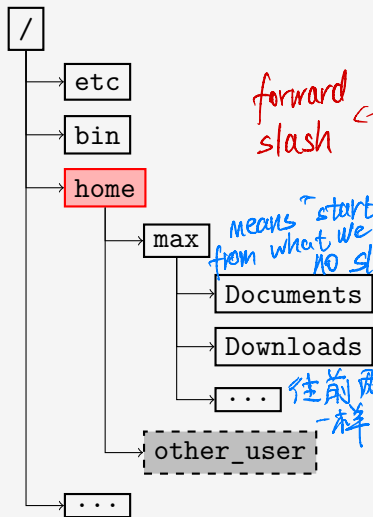 /
etc
bin
forward
slash
home
max
means "start
from what we
no sl
Documents
Downloads
...
往前两
一样
other_user
...